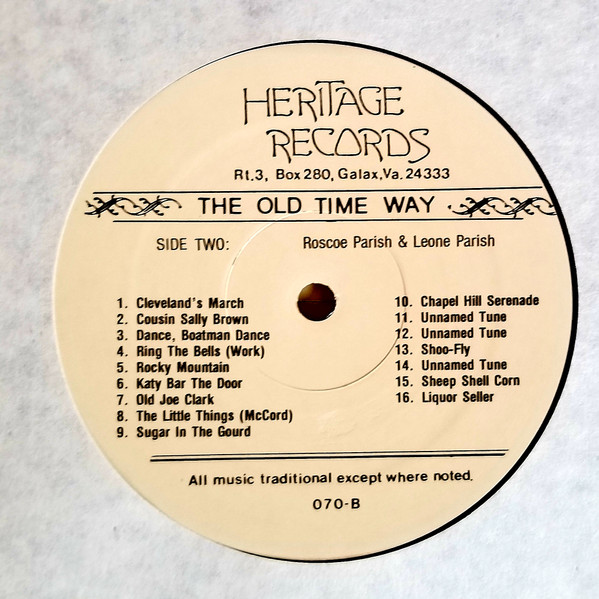 HERITAGE
RECORDS
Rt.3, Box 280, Galax,Va. 24333
THE OLD TIME WAY
SIDE TWO: Roscoe Parish & Leone Parish
1. Cleveland's March
2. Cousin Sally Brown
3. Dance, Boatman Dance
4. Ring The Bells (Work)
5. Rocky Mountain
6. Katy Bar The Door
7. Old Joe Clark
8. The Little Things (McCord)
9. Sugar In The Gourd
10. Chapel Hill Serenade
11. Unnamed Tune
12. Unnamed Tune
13. Shoo-Fly
14. Unnamed Tune
15. Sheep Shell Corn
16. Liquor Seller
All music traditional except where noted.
070-B